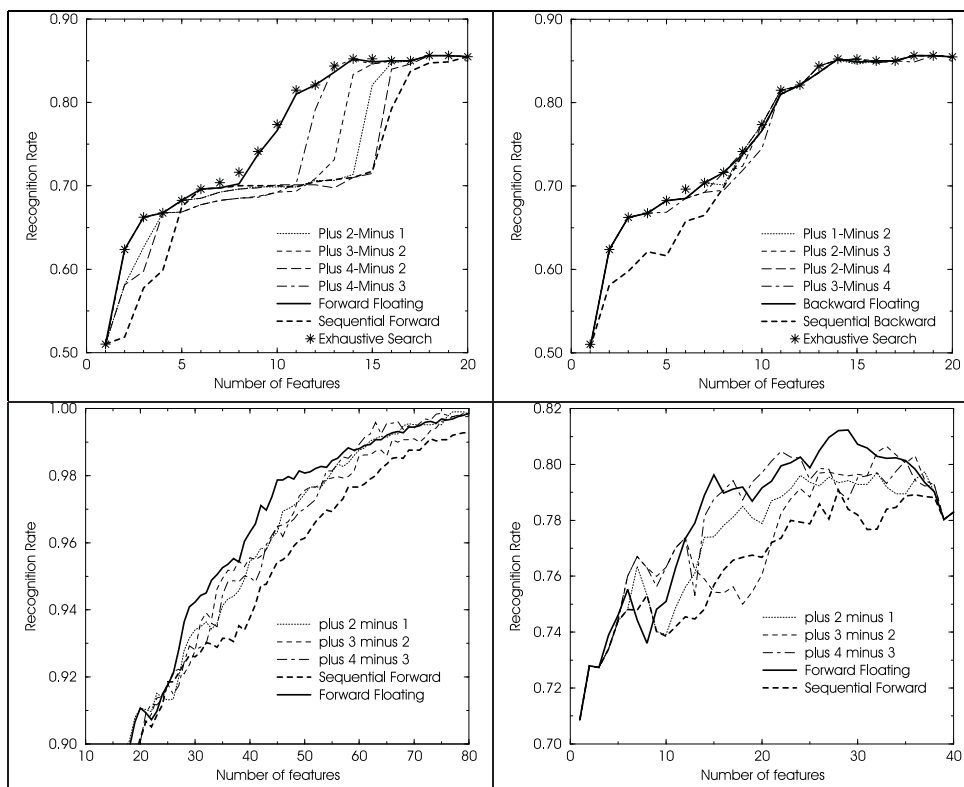 0.90
0.80
0.70
0.60
0.50
Recognition Rate
Plus 2-Minus 1
Plus 3-Minus 2
Plus 4-Minus 2
Plus 4-Minus 3
Forward Floating
Sequential Forward
Exhaustive Search
0 5 10 15 20
Number of Features
0.90
0.80
0.70
0.60
0.50
Recognition Rate
Plus 1-Minus 2
Plus 2-Minus 3
Plus 2-Minus 4
Plus 3-Minus 4
Backward Floating
Sequential Backward
Exhaustive Search
0 5 10 15 20
Number of Features
1.00
0.98
0.96
0.94
0.92
0.90
Recognition Rate
plus 2 minus 1
plus 3 minus 2
plus 4 minus 3
Sequential Forward
Forward Floating
10 20 30 40 50 60 70 80
Number of features
0.82
0.80
0.78
0.76
0.74
0.72
0.70
Recognition Rate
plus 2 minus 1
plus 3 minus 2
plus 4 minus 3
Forward Floating
Sequential Forward
0 10 20 30 40
Number of features